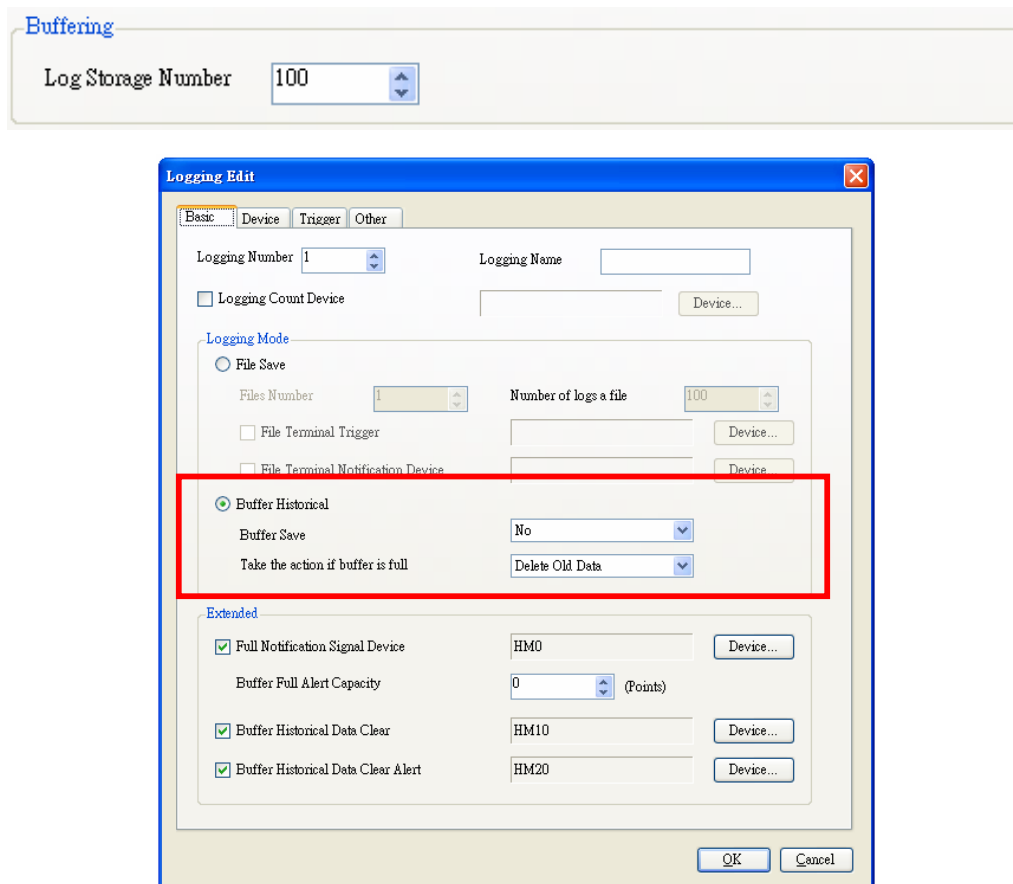 Buffering
Log Storage Number 100
Logging Edit
Basic Device Trigger Other
Logging Number 1 Logging Name
Logging Count Device Device...
Logging Mode
File Save
Files Number 1 Number of logs a file 100
File Terminal Trigger Device...
File Terminal Notification Device Device...
Buffer Historical
Buffer Save No
Take the action if buffer is full Delete Old Data
Extended
Full Notification Signal Device HM0 Device...
Buffer Full Alert Capacity 0 (Points)
Buffer Historical Data Clear HM10 Device...
Buffer Historical Data Clear Alert HM20 Device...
OK Cancel